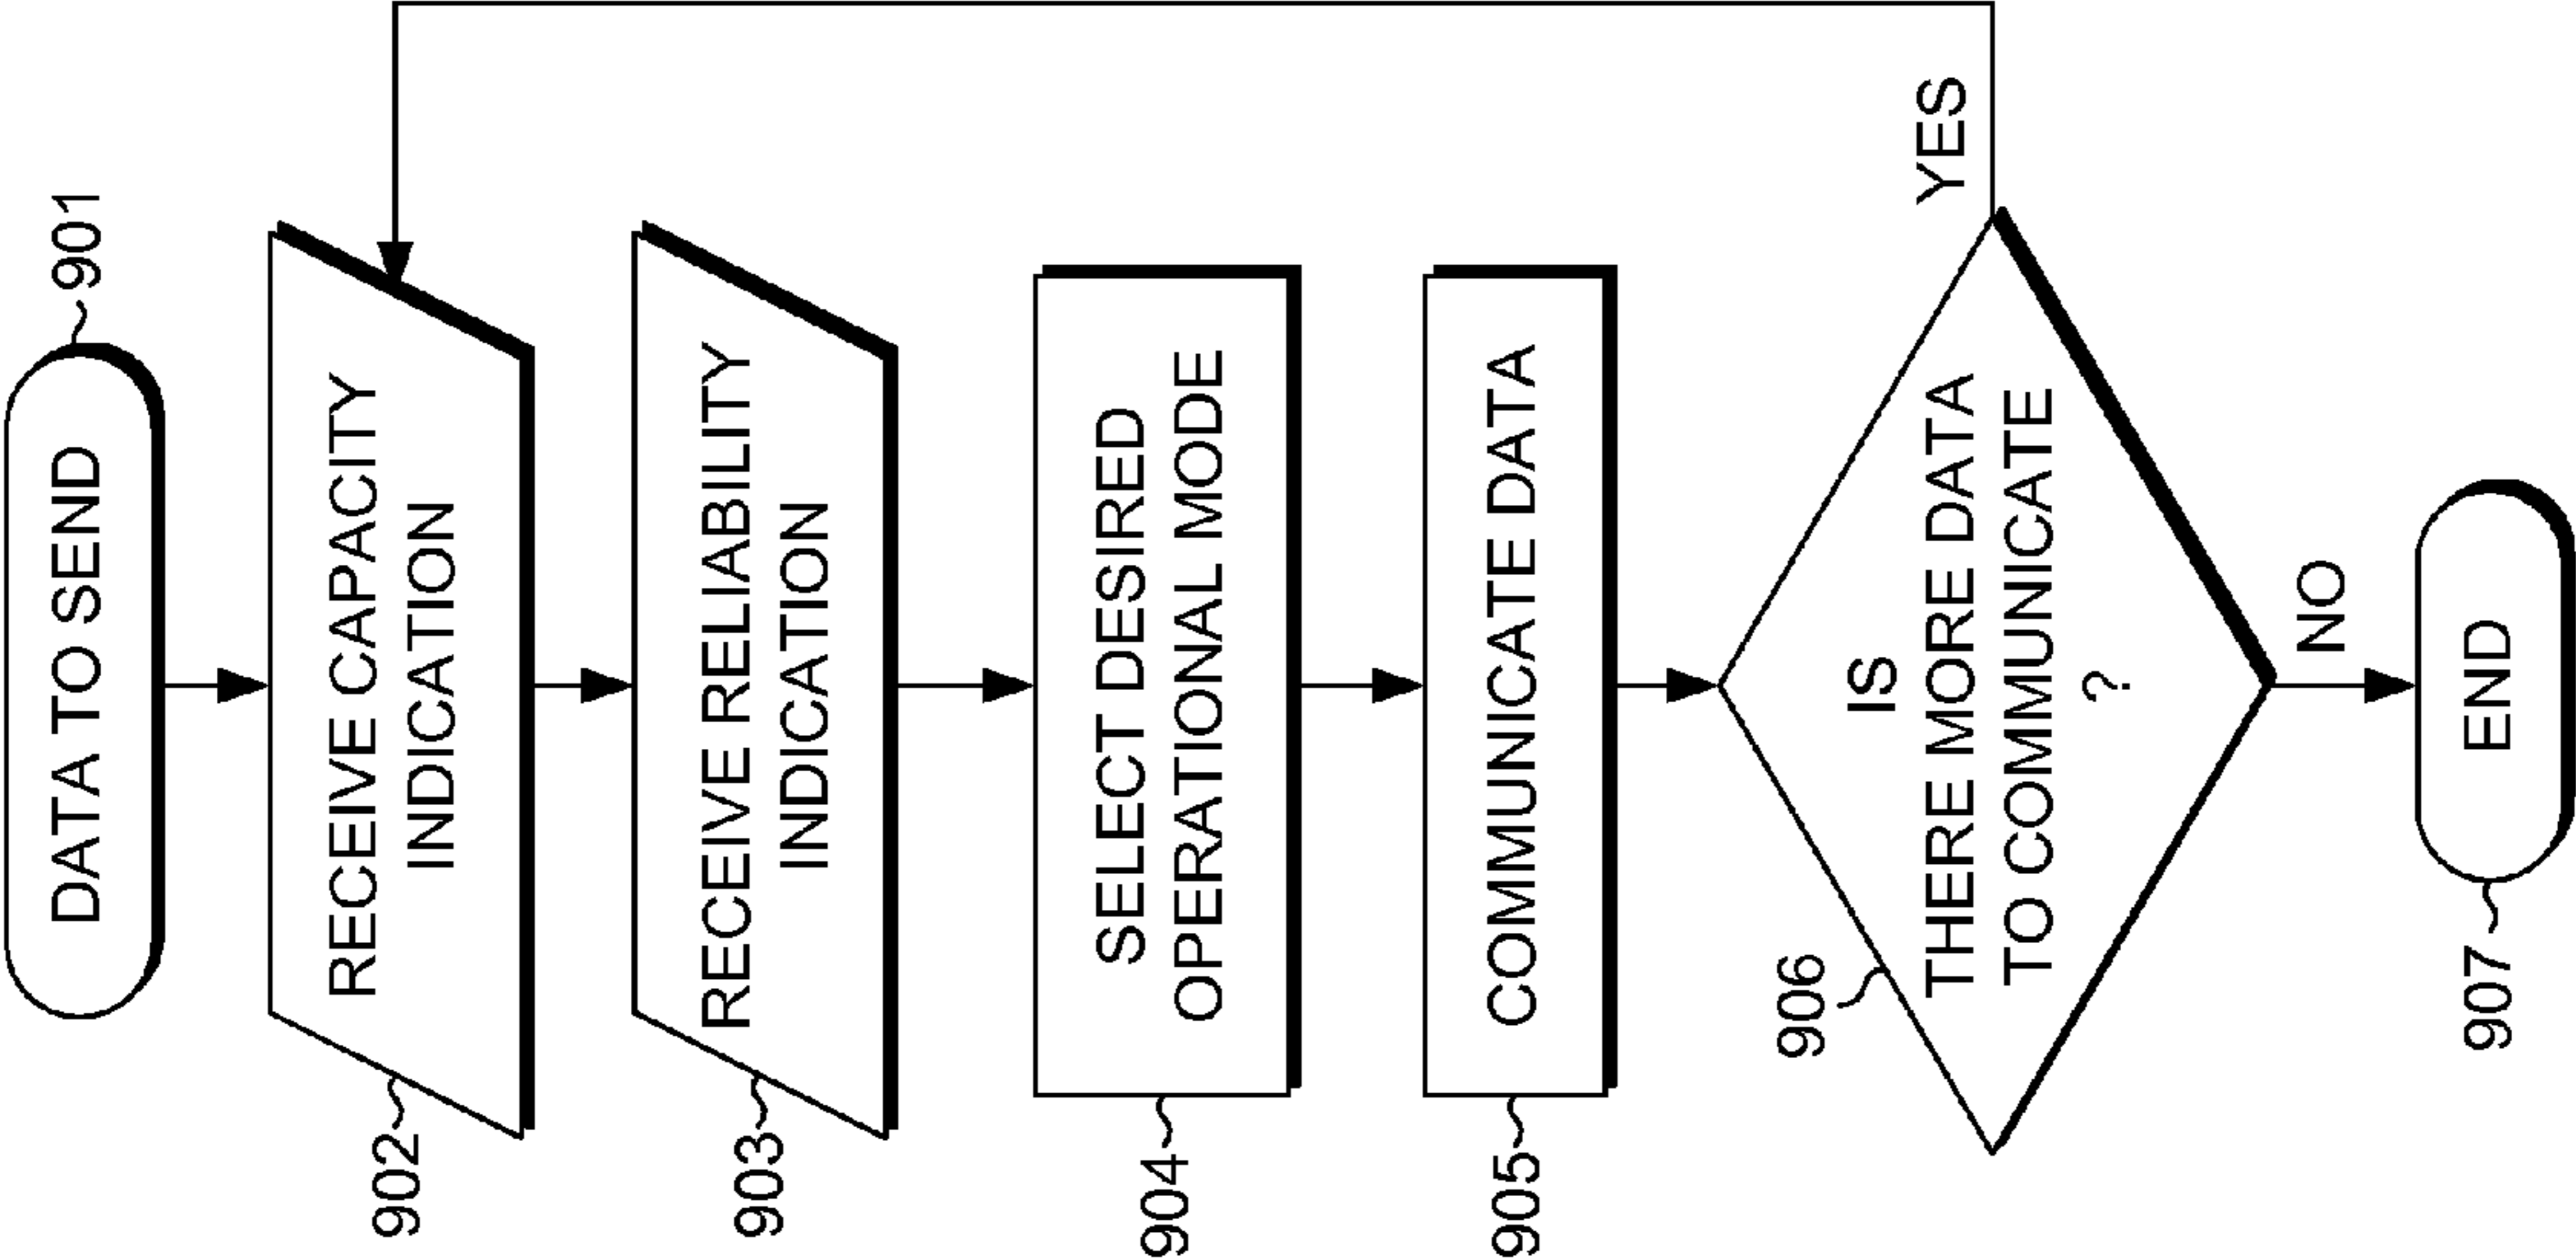 DATA TO SEND
901
RECEIVE CAPACITY
INDICATION
902
RECEIVE RELIABILITY
INDICATION
903
SELECT DESIRED
OPERATIONAL MODE
904
COMMUNICATE DATA
905
IS
THERE MORE DATA
TO COMMUNICATE
?
906
YES
NO
END
907